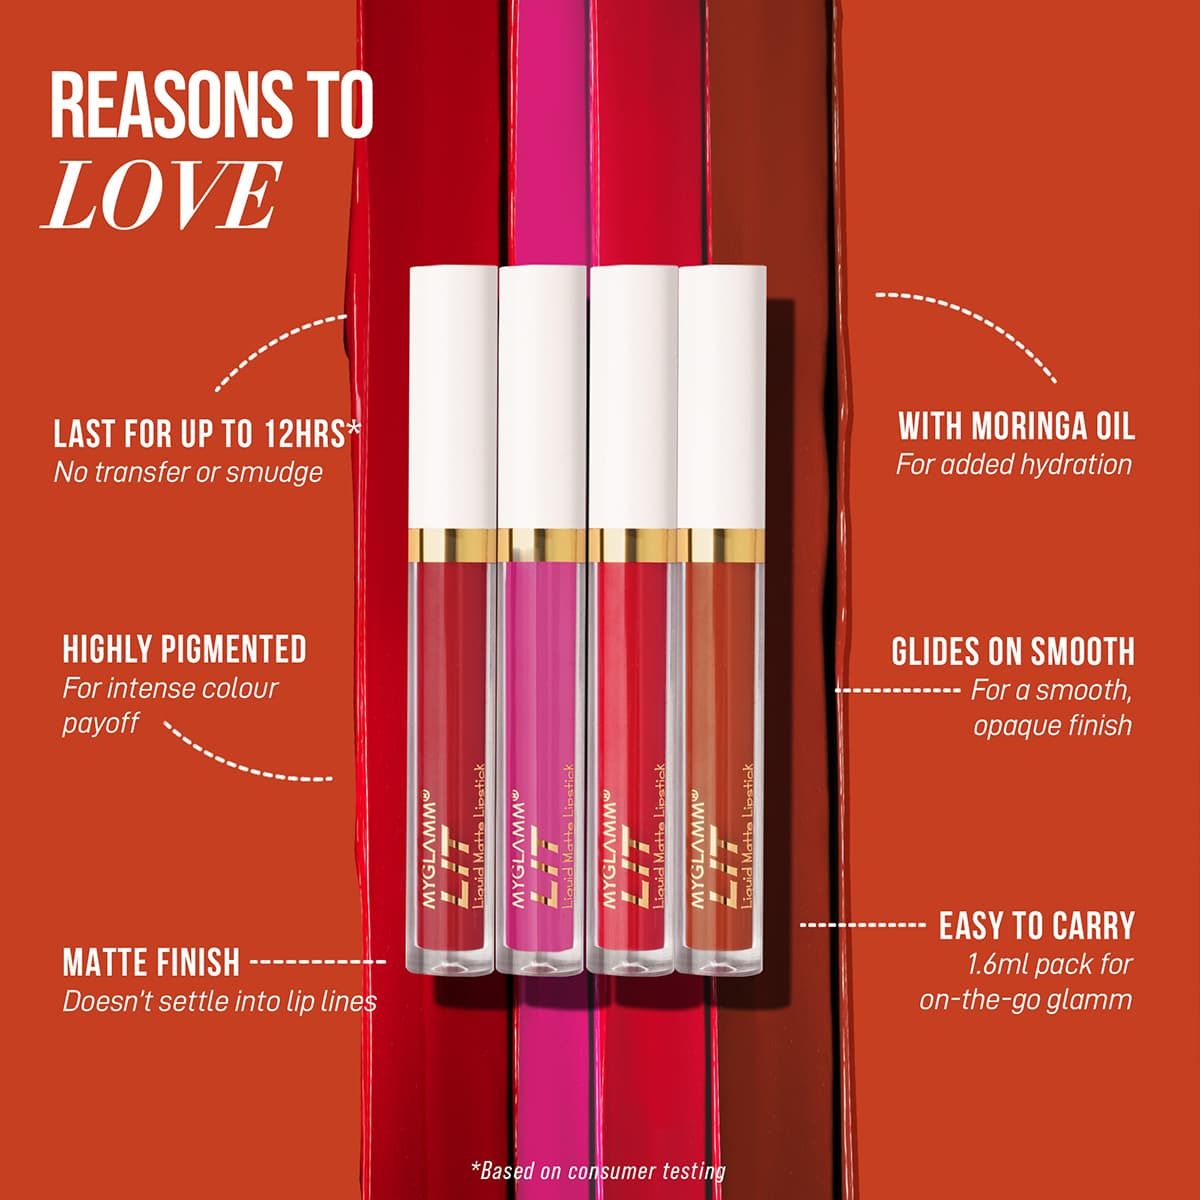 REASONS TO
LOVE
LAST FOR UP TO 12HRS*
No transfer or smudge
HIGHLY PIGMENTED
For intense colour
payoff
MATTE FINISH
Doesn't settle into lip lines
WITH MORINGA OIL
For added hydration
GLIDES ON SMOOTH
For a smooth,
opaque finish
EASY TO CARRY
1.6ml pack for
on-the-go glamm
MYGLAMM®
LIT
Liquid Matte Lipstick
MYGLAMM®
LIT
Liquid Matte Lipstick
MYGLAMM®
LIT
Liquid Matte Lipstick
MYGLAMM®
LIT
Liquid Matte Lipstick
*Based on consumer testing